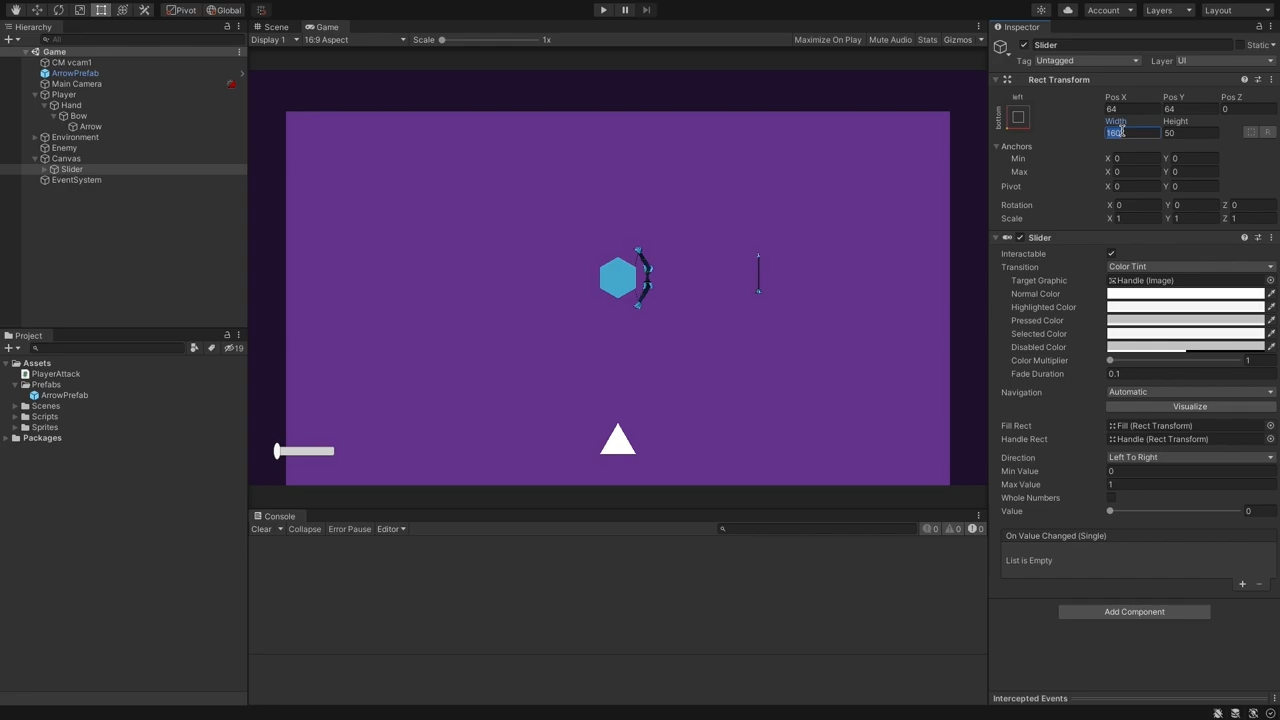 Pivot Global Account Layers Layout
Hierarchy Scene Game Inspector
All Display 1 16:9 Aspect Scale 1x Maximize On Play Mute Audio Stats Gizmos Slider Static
Game Tag Untagged Layer UI
CM vcam1
ArrowPrefab Rect Transform
Main Camera
Player left Pos X Pos Y Pos Z
Hand 64 64 0
Bow bottom Width Height
Arrow 160 50 R
Environment
Enemy Anchors
Canvas Min X 0 Y 0
Slider Max X 0 Y 0
EventSystem Pivot X 0 Y 0
Rotation X 0 Y 0 Z 0
Scale X 1 Y 1 Z 1
Slider
Interactable
Transition Color Tint
Target Graphic Handle (Image)
Normal Color
Highlighted Color
Pressed Color
Selected Color
Project Disabled Color
19 Color Multiplier 1
Assets Fade Duration 0.1
PlayerAttack
Prefabs Navigation Automatic
ArrowPrefab Visualize
Scenes
Scripts Fill Rect Fill (Rect Transform)
Sprites Handle Rect Handle (Rect Transform)
Packages
Direction Left To Right
Min Value 0
Max Value 1
Whole Numbers
Console Value 0
Clear Collapse Error Pause Editor 0 0 0
On Value Changed (Single)
List is Empty
Add Component
Intercepted Events